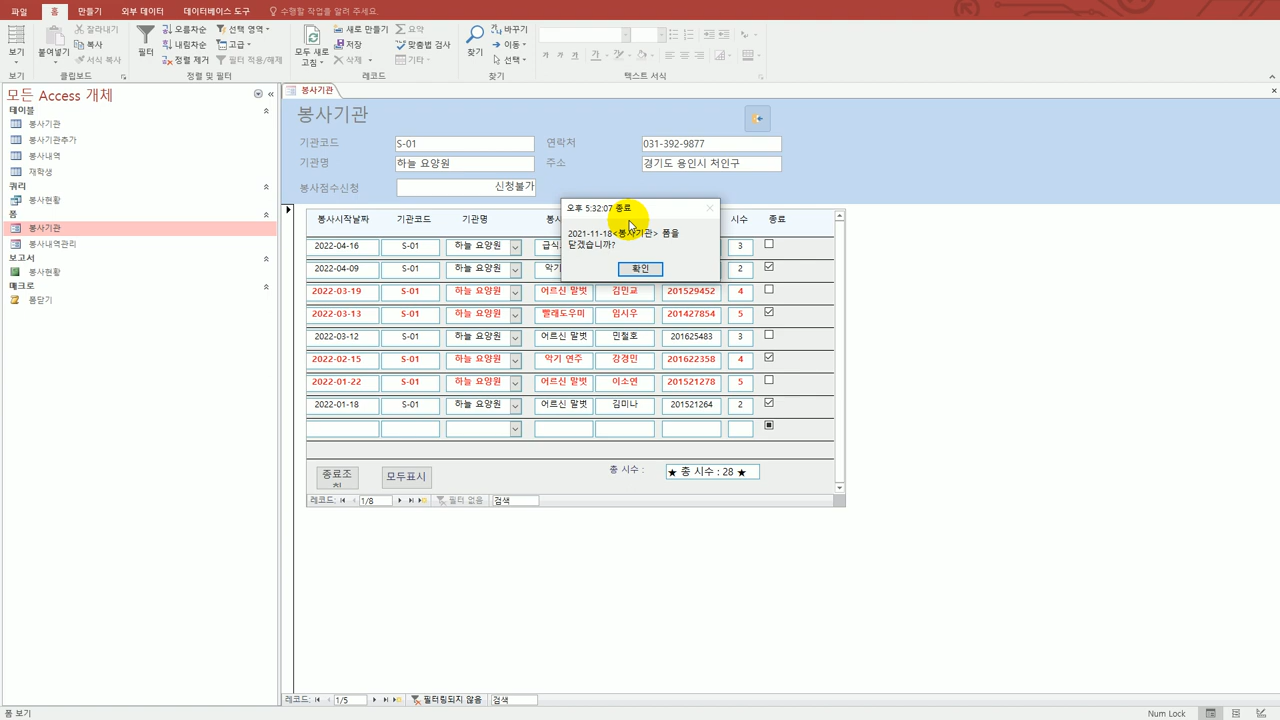 파일 홈 만들기 외부 데이터 데이터베이스 도구 수행할 작업을 알려 주세요.
보기
보기
붙여넣기
잘라내기
복사
서식 복사
클립보드
필터
오름차순
내림차순
정렬 제거
선택 영역
고급
필터 적용/해제
정렬 및 필터
모두 새로 고침
새로 만들기
저장
삭제
요약
맞춤법 검사
기타
레코드
찾기
바꾸기
이동
선택
찾기
텍스트 서식
모든 Access 개체
테이블
봉사기관
봉사기관추가
봉사내역
재학생
쿼리
봉사현황
폼
봉사기관
봉사내역관리
보고서
봉사현황
매크로
폼닫기
봉사기관
봉사기관
기관코드 S-01 연락처 031-392-9877
기관명 하늘 요양원 주소 경기도 용인시 처인구
봉사점수신청 신청불가
오후 5:32:07 종료
2021-11-18<봉사기관> 폼을
닫겠습니까?
확인
봉사시작날짜 기관코드 기관명 시수 종료
2022-04-16 S-01 하늘 요양원 급식 3
2022-04-09 S-01 하늘 요양원 악기 2
2022-03-19 S-01 하늘 요양원 어르신 말벗 김민교 201529452 4
2022-03-13 S-01 하늘 요양원 빨래도우미 임시우 201427854 5
2022-03-12 S-01 하늘 요양원 어르신 말벗 민철호 201625483 3
2022-02-15 S-01 하늘 요양원 악기 연주 강경민 201622358 4
2022-01-22 S-01 하늘 요양원 어르신 말벗 이소연 201521278 5
2022-01-18 S-01 하늘 요양원 어르신 말벗 김미나 201521264 2
종료조회 모두표시 총 시수 : ★ 총 시수 : 28 ★
레코드: 1/8 필터 없음 검색
레코드: 1/5 필터링되지 않음 검색
폼 보기 Num Lock